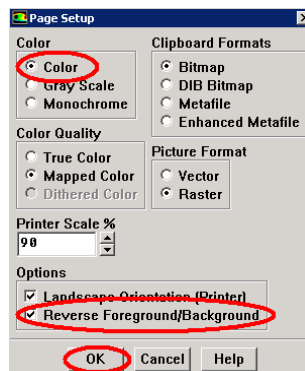 Page Setup
Color
Color
Gray Scale
Monochrome
Clipboard Formats
Bitmap
DIB Bitmap
Metafile
Enhanced Metafile
Color Quality
True Color
Mapped Color
Dithered Color
Picture Format
Vector
Raster
Printer Scale %
90
Options
Landscape Orientation (Printer)
Reverse Foreground/Background
OK Cancel Help